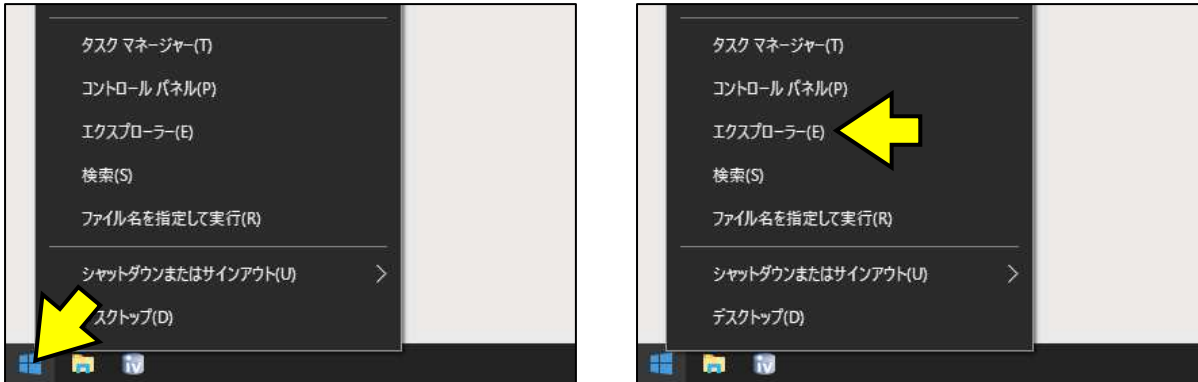 タスク マネージャー(T)
コントロール パネル(P)
エクスプローラー(E)
検索(S)
ファイル名を指定して実行(R)
シャットダウンまたはサインアウト(U)
スクトップ(D)
iv
タスク マネージャー(T)
コントロール パネル(P)
エクスプローラー(E)
検索(S)
ファイル名を指定して実行(R)
シャットダウンまたはサインアウト(U)
デスクトップ(D)
iv